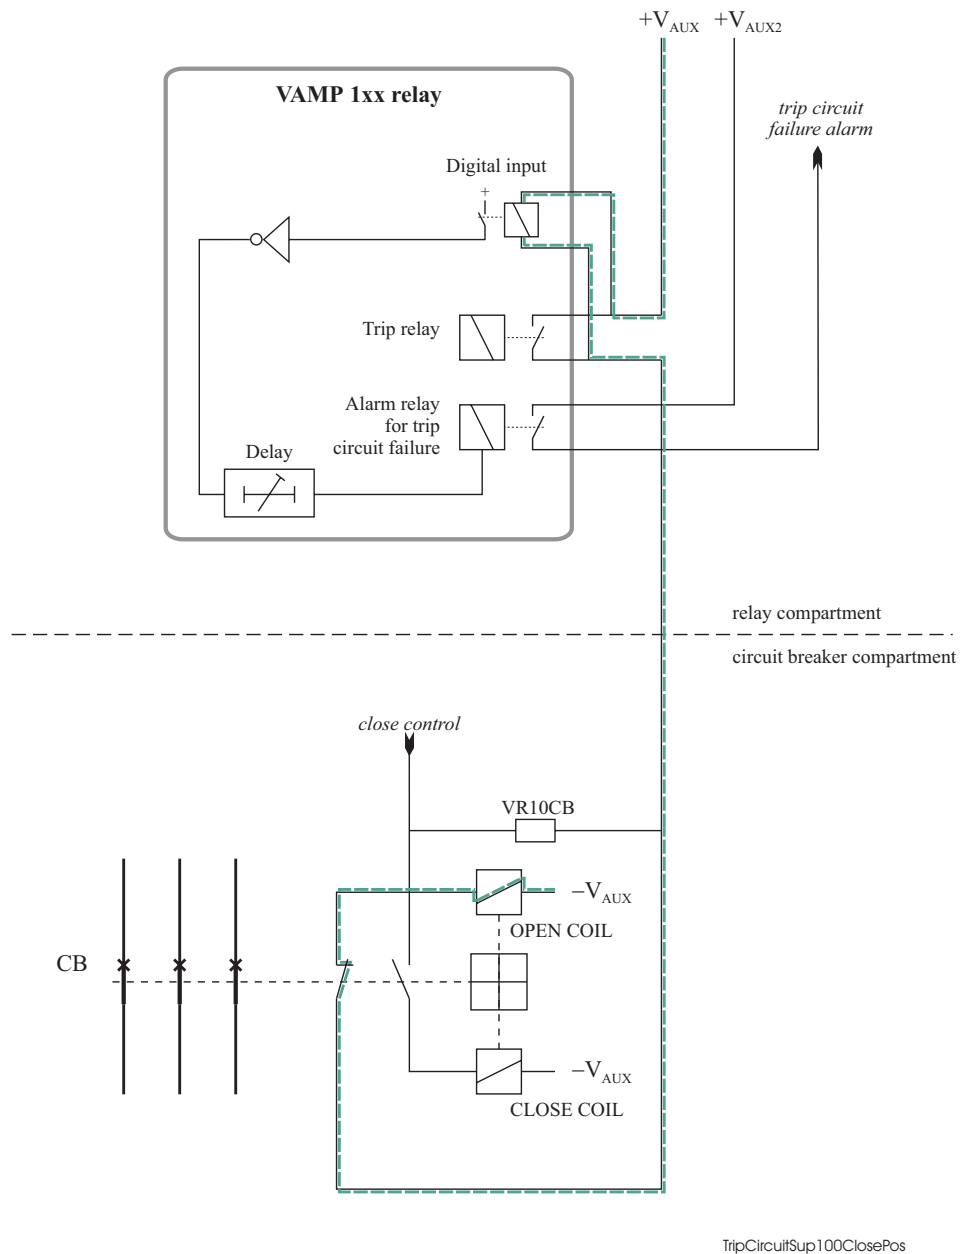 +VAUX +VAUX2
VAMP 1xx relay
trip circuit
failure alarm
Digital input
+
Trip relay
Alarm relay
for trip
circuit failure
Delay
relay compartment
circuit breaker compartment
close control
VR10CB
−VAUX
OPEN COIL
CB
−VAUX
CLOSE COIL
TripCircuitSup100ClosePos